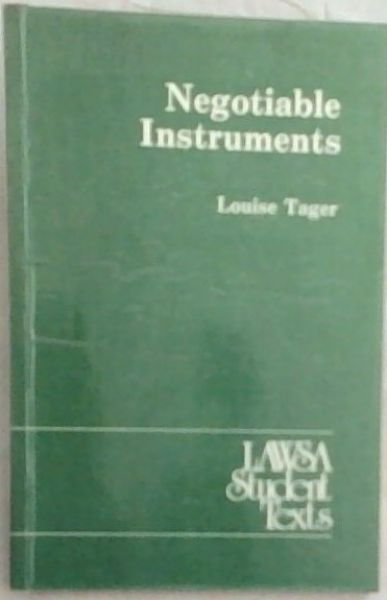 Negotiable
Instruments
Louise Tager
LAWSA
Student
Texts